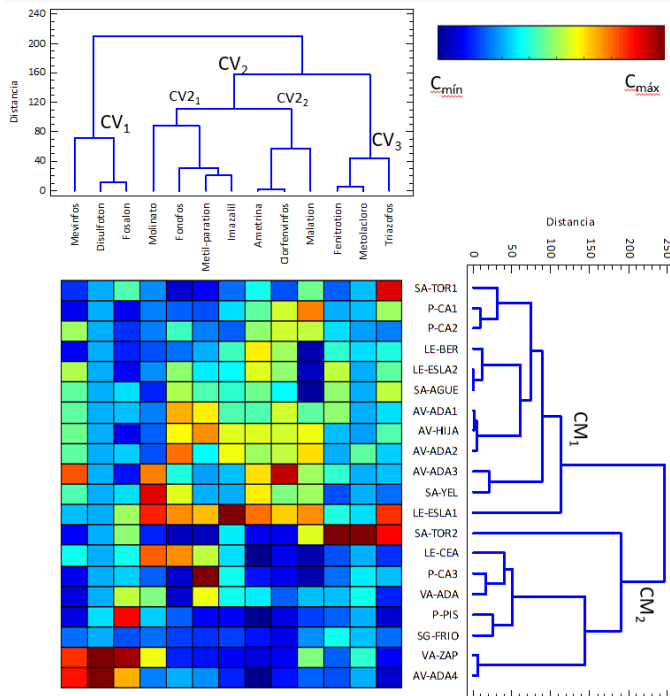 240
200
160
120
80
40
0
Distancia
CV1
CV2
CV2₁
CV2₂
CV3
Cmín
Cmáx
Mevinfos
Disulfoton
Fosalon
Molinato
Fonofos
Metil-paration
Imazalil
Ametrina
Clorfenvinfos
Malation
Fenitrotion
Metolacloro
Triazofos
Distancia
0
50
100
150
200
250
SA-TOR1
P-CA1
P-CA2
LE-BER
LE-ESLA2
SA-AGUE
AV-ADA1
AV-HIJA
AV-ADA2
AV-ADA3
SA-YEL
LE-ESLA1
SA-TOR2
LE-CEA
P-CA3
VA-ADA
P-PIS
SG-FRIO
VA-ZAP
AV-ADA4
CM1
CM2